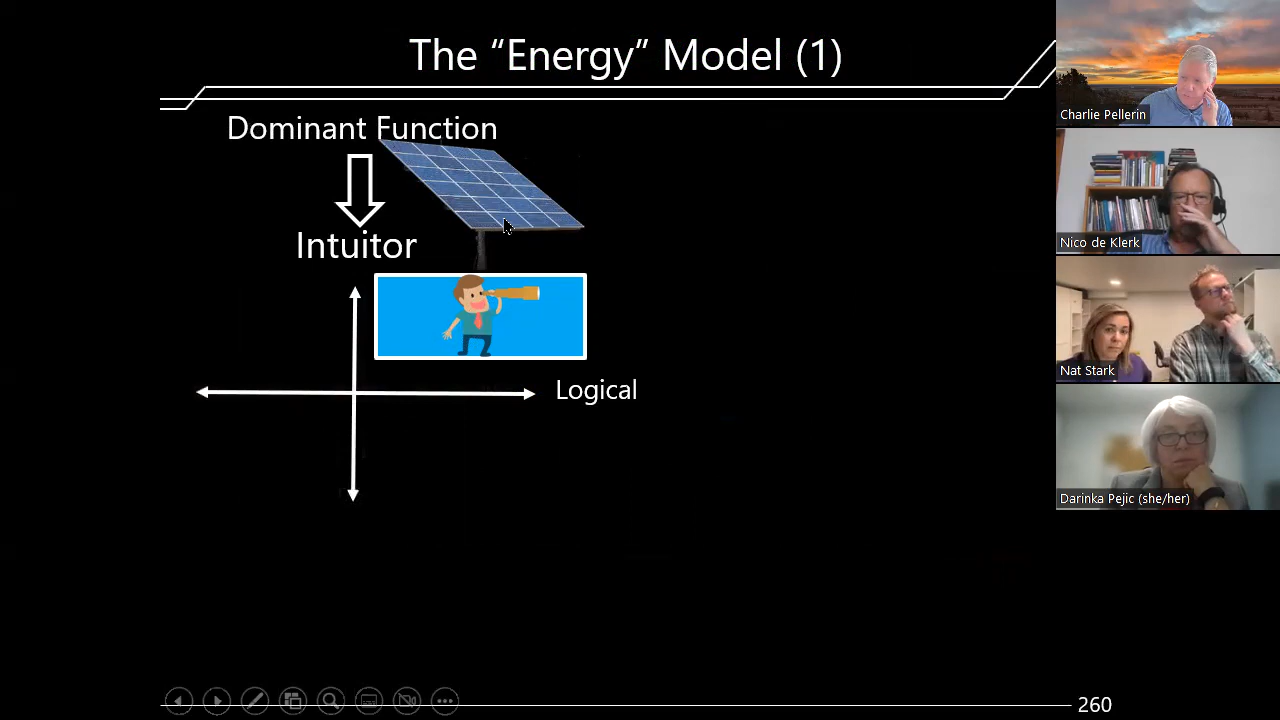 The “Energy” Model (1)
Dominant Function
Intuitor
Logical
260
Charlie Pellerin
Nico de Klerk
Nat Stark
Darinka Pejic (she/her)